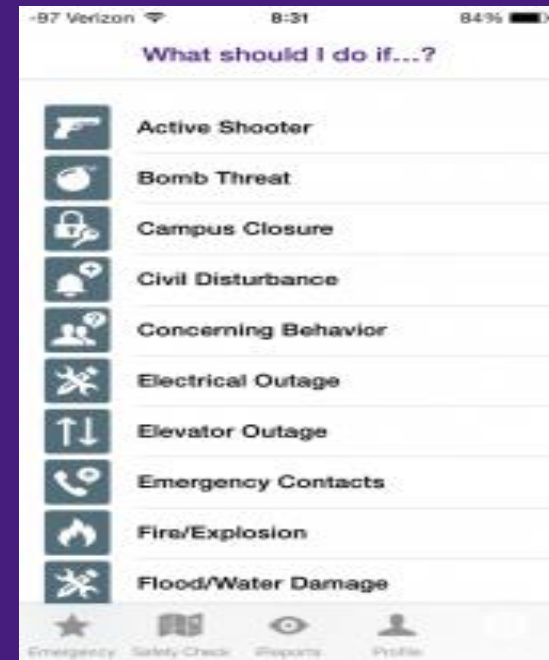 -97 Verizon 8:31 84%
What should I do if...?
Active Shooter
Bomb Threat
Campus Closure
Civil Disturbance
Concerning Behavior
Electrical Outage
Elevator Outage
Emergency Contacts
Fire/Explosion
Flood/Water Damage
Emergency Safety Check iReports Profile